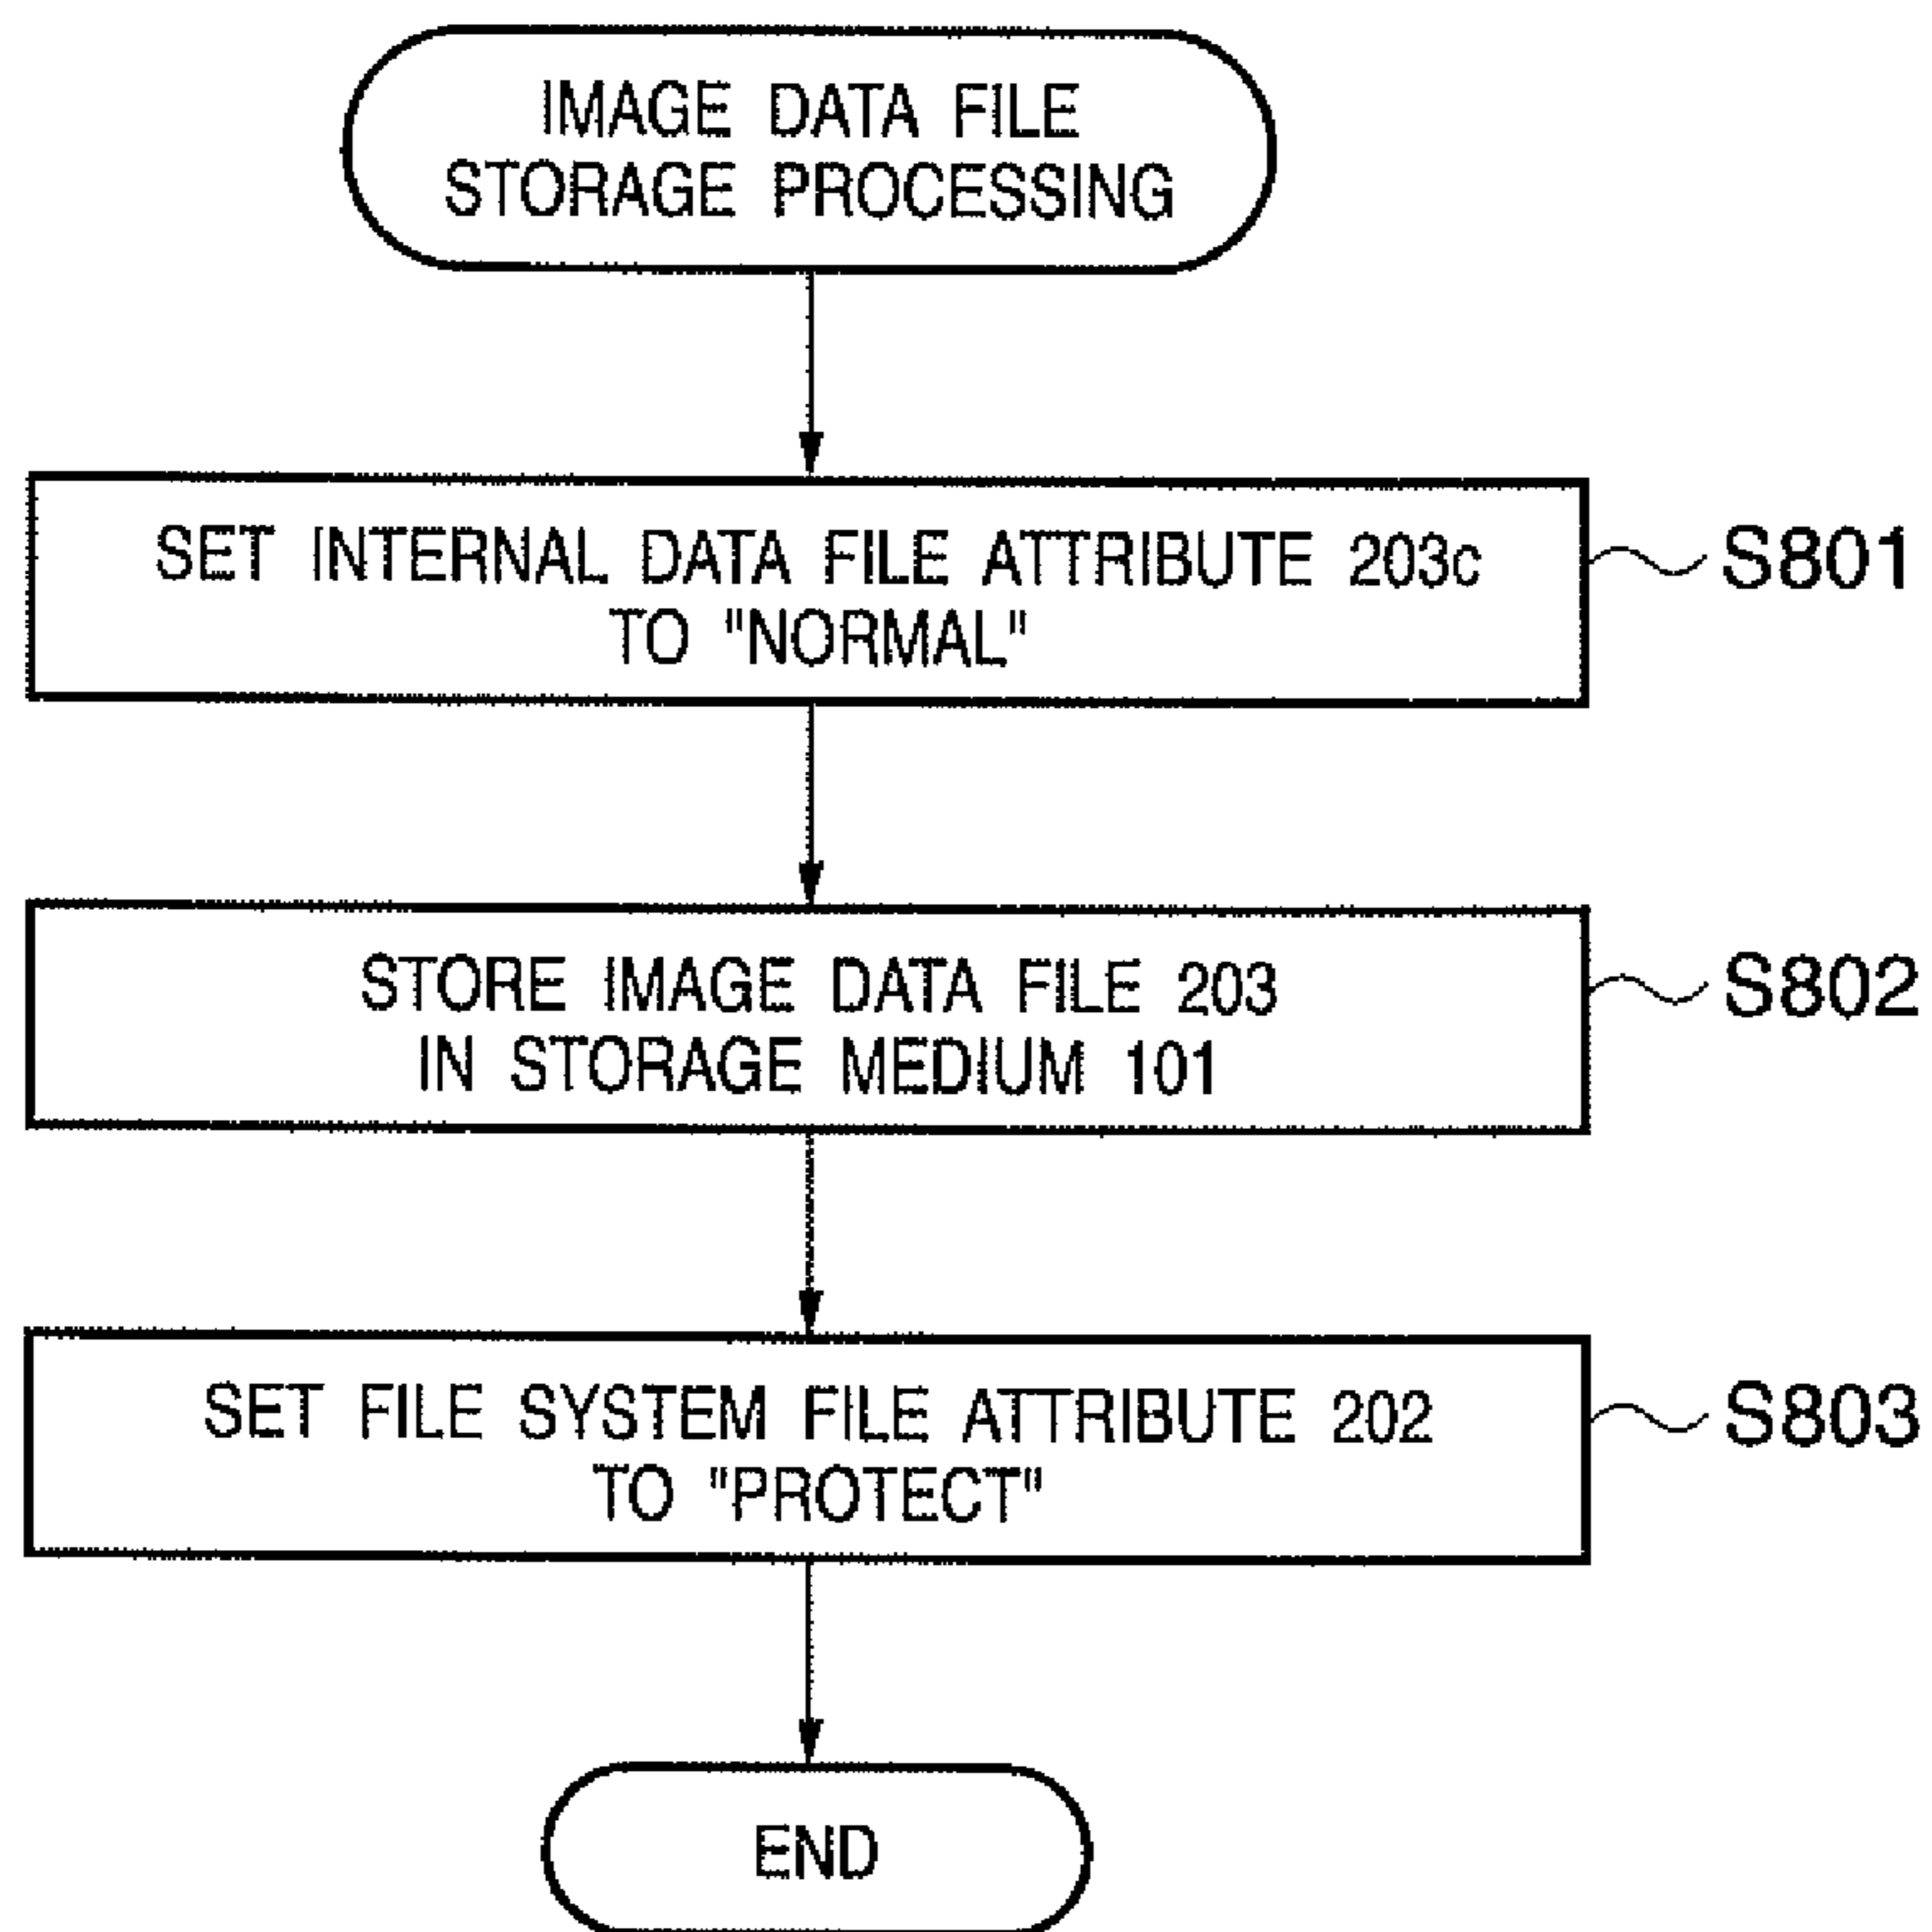 IMAGE DATA FILE
STORAGE PROCESSING
SET INTERNAL DATA FILE ATTRIBUTE 203c
TO "NORMAL"
S801
STORE IMAGE DATA FILE 203
IN STORAGE MEDIUM 101
S802
SET FILE SYSTEM FILE ATTRIBUTE 202
TO "PROTECT"
S803
END